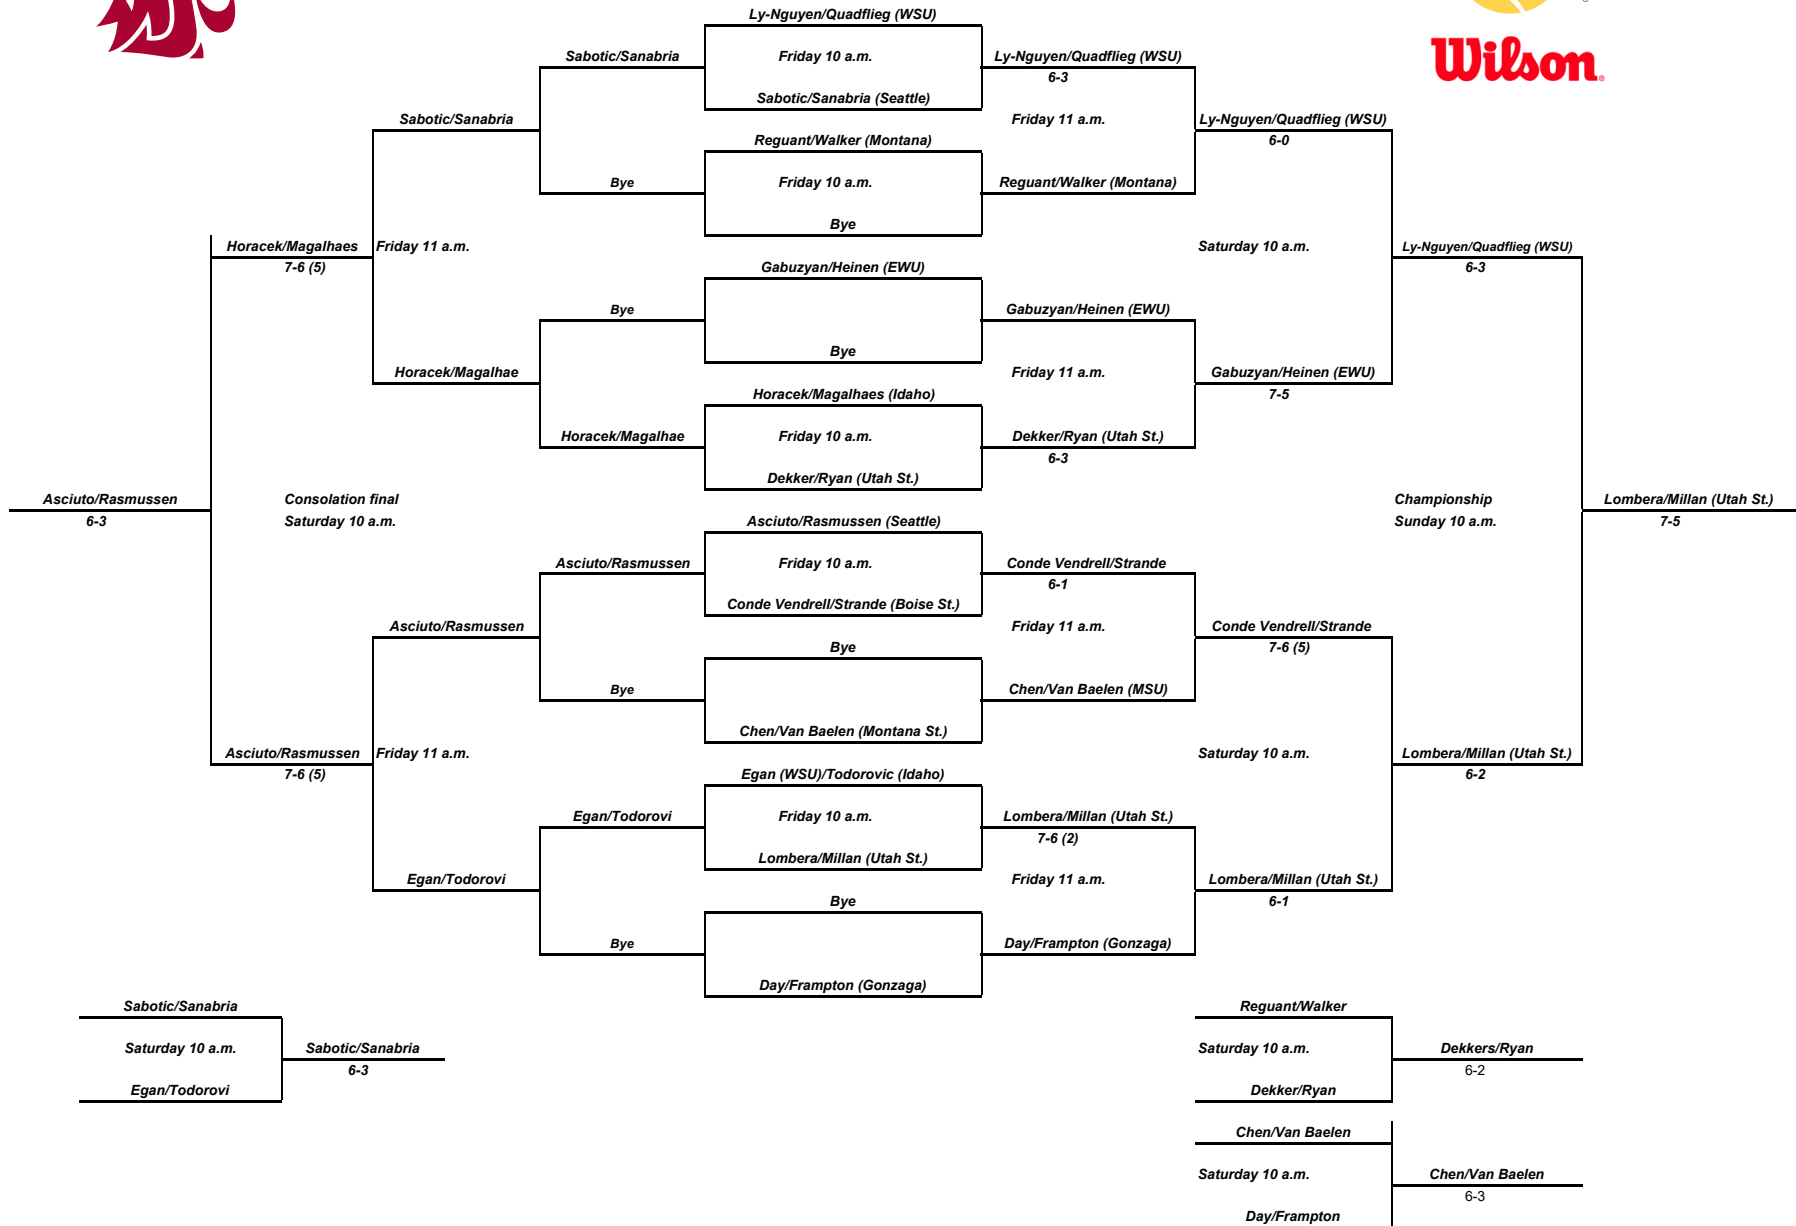 Ly-Nguyen/Quadflieg (WSU)
Sabotic/Sanabria
Friday 10 a.m.
Ly-Nguyen/Quadflieg (WSU)
6-3
Wilson
Sabotic/Sanabria (Seattle)
Sabotic/Sanabria
Friday 11 a.m.
Ly-Nguyen/Quadflieg (WSU)
Reguant/Walker (Montana)
6-0
Bye
Friday 10 a.m.
Reguant/Walker (Montana)
Bye
Horacek/Magalhaes
Friday 11 a.m.
Saturday 10 a.m.
Ly-Nguyen/Quadflieg (WSU)
7-6 (5)
Gabuzyan/Heinen (EWU)
6-3
Bye
Gabuzyan/Heinen (EWU)
Bye
Horacek/Magalhae
Friday 11 a.m.
Gabuzyan/Heinen (EWU)
Horacek/Magalhaes (Idaho)
7-5
Horacek/Magalhae
Friday 10 a.m.
Dekker/Ryan (Utah St.)
6-3
Dekker/Ryan (Utah St.)
Asciuto/Rasmussen
Consolation final
Championship
Lombera/Millan (Utah St.)
6-3
Saturday 10 a.m.
Asciuto/Rasmussen (Seattle)
Sunday 10 a.m.
7-5
Asciuto/Rasmussen
Friday 10 a.m.
Conde Vendrell/Strande
6-1
Conde Vendrell/Strande (Boise St.)
Asciuto/Rasmussen
Friday 11 a.m.
Conde Vendrell/Strande
Bye
7-6 (5)
Bye
Chen/Van Baelen (MSU)
Chen/Van Baelen (Montana St.)
Asciuto/Rasmussen
Friday 11 a.m.
Saturday 10 a.m.
Lombera/Millan (Utah St.)
7-6 (5)
Egan (WSU)/Todorovic (Idaho)
6-2
Egan/Todorovi
Friday 10 a.m.
Lombera/Millan (Utah St.)
7-6 (2)
Lombera/Millan (Utah St.)
Egan/Todorovi
Friday 11 a.m.
Lombera/Millan (Utah St.)
Bye
6-1
Bye
Day/Frampton (Gonzaga)
Day/Frampton (Gonzaga)
Sabotic/Sanabria
Reguant/Walker
Saturday 10 a.m.
Sabotic/Sanabria
Saturday 10 a.m.
Dekkers/Ryan
6-3
6-2
Egan/Todorovi
Dekker/Ryan
Chen/Van Baelen
Saturday 10 a.m.
Chen/Van Baelen
6-3
Day/Frampton